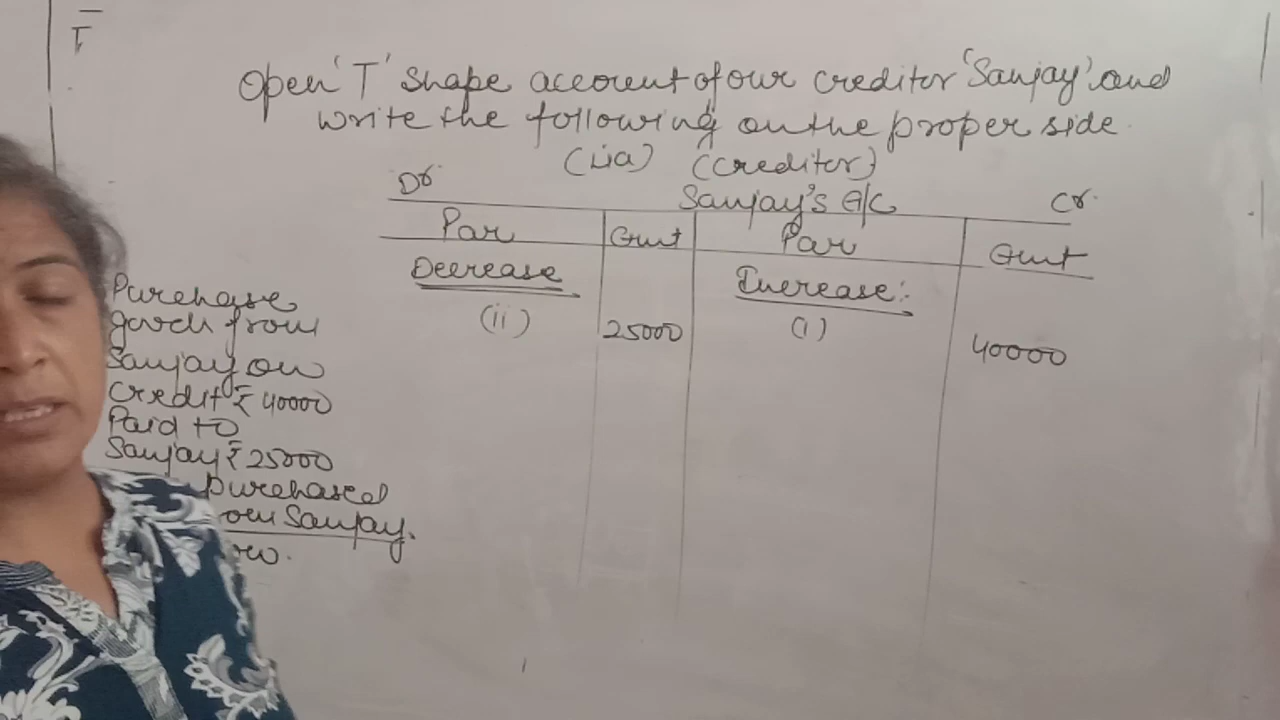 Open 'T' shape account of our creditor 'Sanjay' and
write the following on the proper side.
(Lia) (creditor)
Dr Sanjay's A/c Cr.
Par Amt Par Amt
Decrease Increase:-
(ii) 25000 (i) 40000
Purchase
goods from
Sanjay on
credit ₹ 40000
Paid to
Sanjay ₹ 25000
purchased
Sanjay.